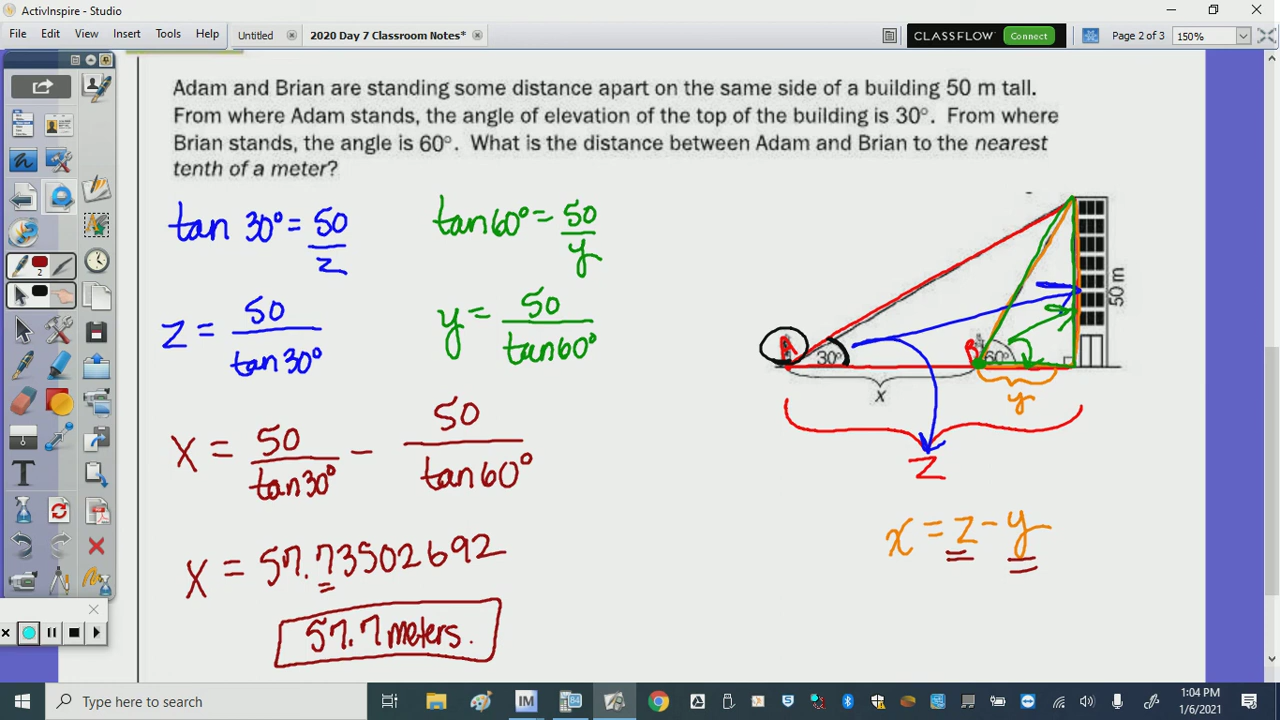 ActivInspire - Studio
File Edit View Insert Tools Help Untitled 2020 Day 7 Classroom Notes* CLASSFLOW Connect Page 2 of 3 150%
Adam and Brian are standing some distance apart on the same side of a building 50 m tall.
From where Adam stands, the angle of elevation of the top of the building is 30°. From where
Brian stands, the angle is 60°. What is the distance between Adam and Brian to the nearest
tenth of a meter?
tan 30° = 50/z
tan 60° = 50/y
z = 50/tan 30°
y = 50/tan 60°
x = 50/tan 30° - 50/tan 60°
x = 57.73502692
57.7 meters.
A
30°
B
60°
50 m
x
y
z
x = z - y
2
T
Type here to search
IM
84
S
1:04 PM
1/6/2021